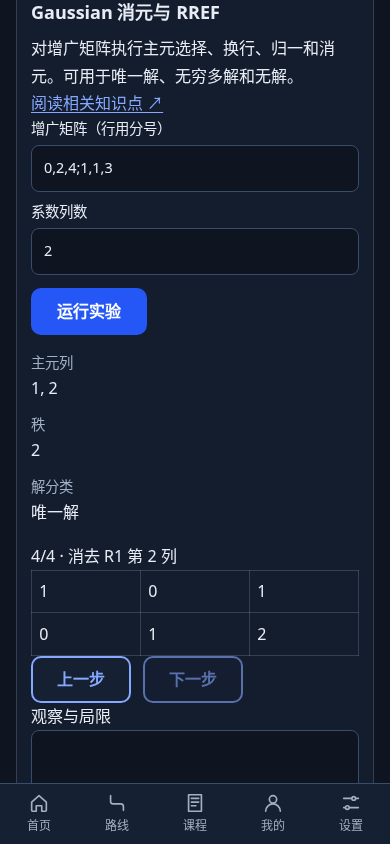 Gaussian 消元与 RREF
对增广矩阵执行主元选择、换行、归一和消
元。可用于唯一解、无穷多解和无解。
阅读相关知识点 ↗
增广矩阵（行用分号）
0,2,4;1,1,3
系数列数
2
运行实验
主元列
1, 2
秩
2
解分类
唯一解
4/4 · 消去 R1 第 2 列
1 0 1
0 1 2
上一步 下一步
观察与局限
首页 路线 课程 我的 设置